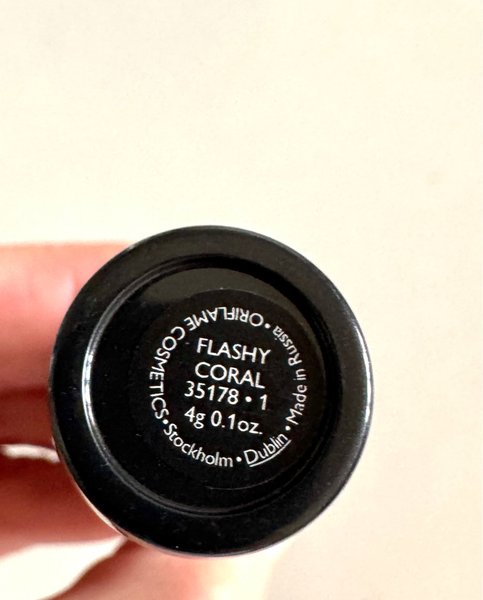 FLASHY
CORAL
35178 • 1
4g 0.1oz.
ORIFLAME COSMETICS • Stockholm • Dublin • Made in Russia •